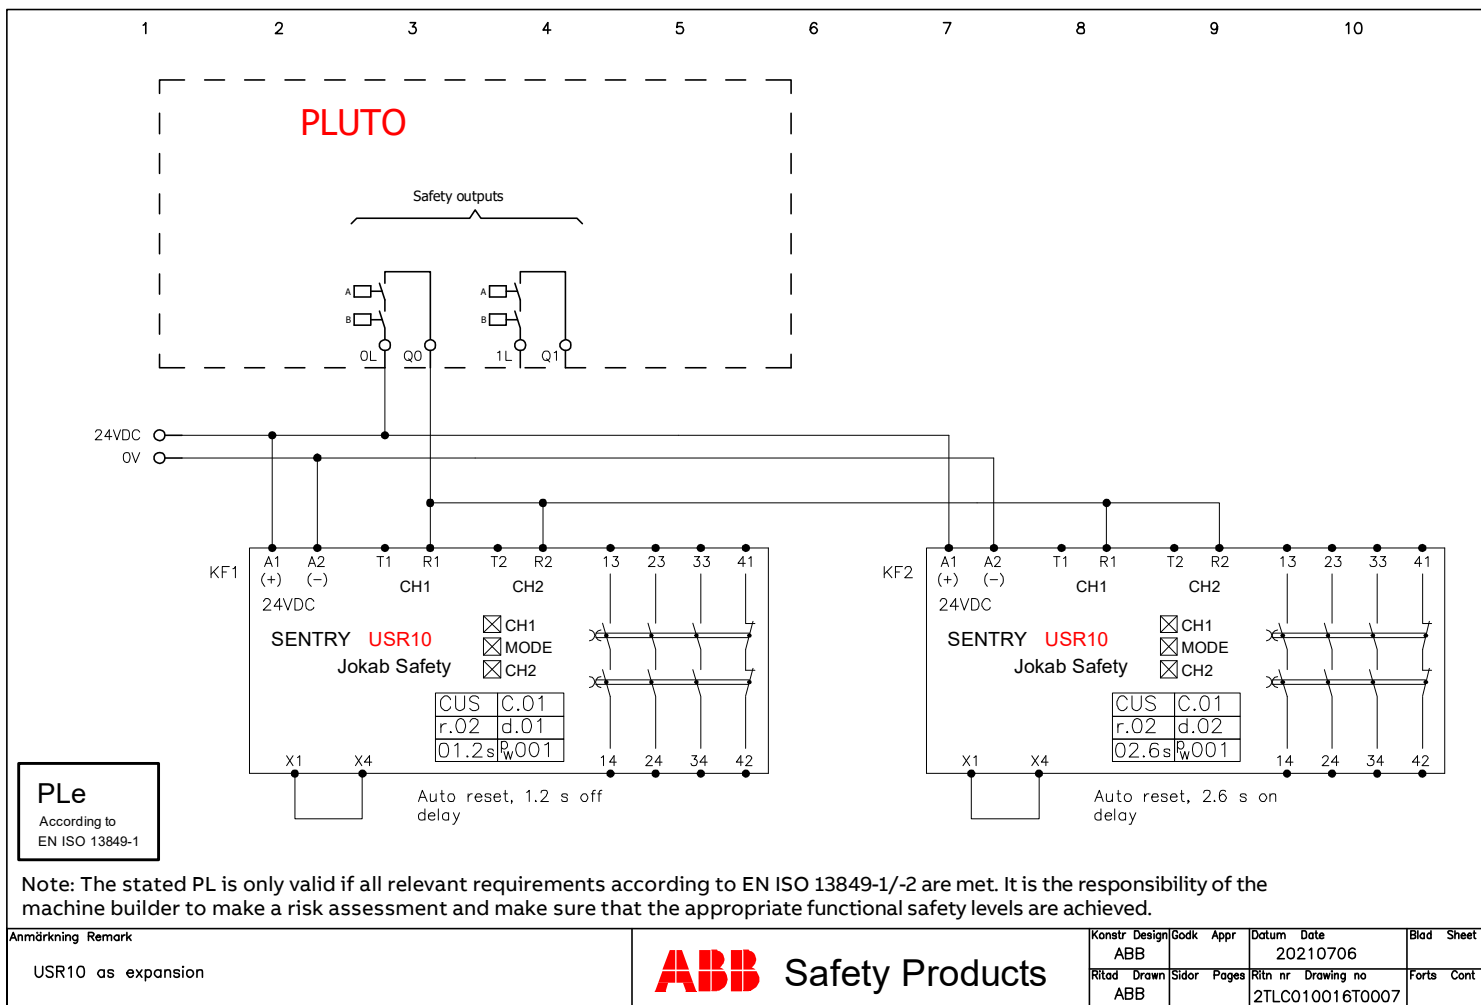 1 2 3 4 5 6 7 8 9 10
PLUTO
Safety outputs
A A
B B
0L Q0 1L Q1
24VDC
0V
KF1 A1 A2 T1 R1 T2 R2 13 23 33 41
(+) (−) CH1 CH2
24VDC
SENTRY USR10
Jokab Safety
CH1
MODE
CH2
CUS C.01
r.02 d.01
01.2s PW001
X1 X4 14 24 34 42
Auto reset, 1.2 s off
delay
KF2 A1 A2 T1 R1 T2 R2 13 23 33 41
(+) (−) CH1 CH2
24VDC
SENTRY USR10
Jokab Safety
CH1
MODE
CH2
CUS C.01
r.02 d.02
02.6s PW001
X1 X4 14 24 34 42
Auto reset, 2.6 s on
delay
PLe
According to
EN ISO 13849-1
Note: The stated PL is only valid if all relevant requirements according to EN ISO 13849-1/-2 are met. It is the responsibility of the
machine builder to make a risk assessment and make sure that the appropriate functional safety levels are achieved.
Anmärkning Remark
USR10 as expansion
ABB Safety Products
Konstr Design Godk Appr Datum Date Blad Sheet
ABB 20210706
Ritad Drawn Sidor Pages Ritn nr Drawing no Forts Cont
ABB 2TLC010016T0007